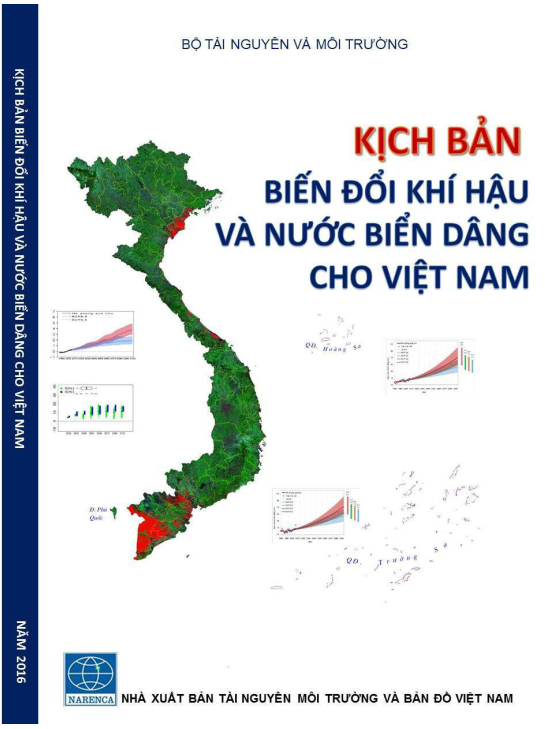 BỘ TÀI NGUYÊN VÀ MÔI TRƯỜNG
KỊCH BẢN
BIẾN ĐỔI KHÍ HẬU
VÀ NƯỚC BIỂN DÂNG
CHO VIỆT NAM
KỊCH BẢN BIẾN ĐỔI KHÍ HẬU VÀ NƯỚC BIỂN DÂNG CHO VIỆT NAM
NĂM 2016
QĐ. Hoàng Sa
Đ. Phú
Quốc
QĐ. Trường Sa
NARENCA
NHÀ XUẤT BẢN TÀI NGUYÊN MÔI TRƯỜNG VÀ BẢN ĐỒ VIỆT NAM